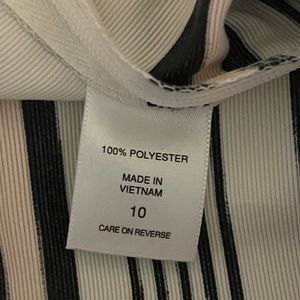 100% POLYESTER
MADE IN
VIETNAM
10
CARE ON REVERSE